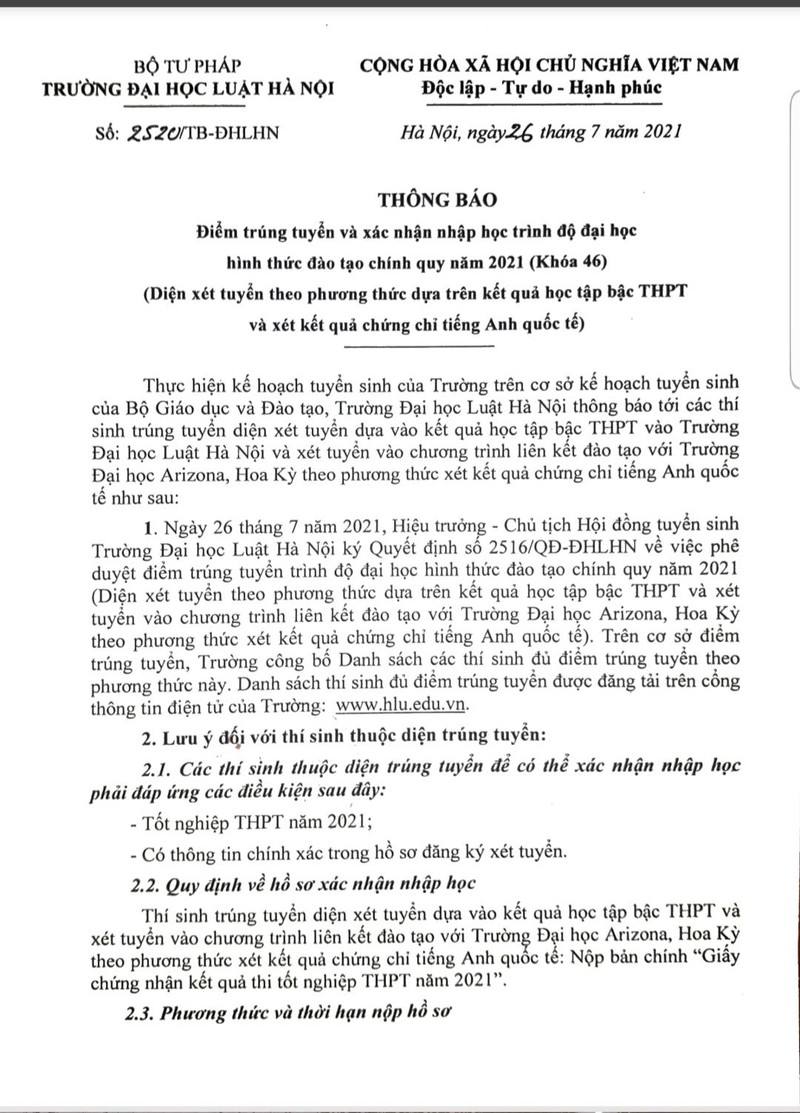 BỘ TƯ PHÁP
TRƯỜNG ĐẠI HỌC LUẬT HÀ NỘI
Số: 2520/TB-ĐHLHN
CỘNG HÒA XÃ HỘI CHỦ NGHĨA VIỆT NAM
Độc lập - Tự do - Hạnh phúc
Hà Nội, ngày 26 tháng 7 năm 2021
THÔNG BÁO
Điểm trúng tuyển và xác nhận nhập học trình độ đại học
hình thức đào tạo chính quy năm 2021 (Khóa 46)
(Diện xét tuyển theo phương thức dựa trên kết quả học tập bậc THPT
và xét kết quả chứng chỉ tiếng Anh quốc tế)
Thực hiện kế hoạch tuyển sinh của Trường trên cơ sở kế hoạch tuyển sinh
của Bộ Giáo dục và Đào tạo, Trường Đại học Luật Hà Nội thông báo tới các thí
sinh trúng tuyển diện xét tuyển dựa vào kết quả học tập bậc THPT vào Trường
Đại học Luật Hà Nội và xét tuyển vào chương trình liên kết đào tạo với Trường
Đại học Arizona, Hoa Kỳ theo phương thức xét kết quả chứng chỉ tiếng Anh quốc
tế như sau:
1. Ngày 26 tháng 7 năm 2021, Hiệu trưởng - Chủ tịch Hội đồng tuyển sinh
Trường Đại học Luật Hà Nội ký Quyết định số 2516/QĐ-ĐHLHN về việc phê
duyệt điểm trúng tuyển trình độ đại học hình thức đào tạo chính quy năm 2021
(Diện xét tuyển theo phương thức dựa trên kết quả học tập bậc THPT và xét
tuyển vào chương trình liên kết đào tạo với Trường Đại học Arizona, Hoa Kỳ
theo phương thức xét kết quả chứng chỉ tiếng Anh quốc tế). Trên cơ sở điểm
trúng tuyển, Trường công bố Danh sách các thí sinh đủ điểm trúng tuyển theo
phương thức này. Danh sách thí sinh đủ điểm trúng tuyển được đăng tải trên cổng
thông tin điện tử của Trường: www.hlu.edu.vn.
2. Lưu ý đối với thí sinh thuộc diện trúng tuyển:
2.1. Các thí sinh thuộc diện trúng tuyển để có thể xác nhận nhập học
phải đáp ứng các điều kiện sau đây:
- Tốt nghiệp THPT năm 2021;
- Có thông tin chính xác trong hồ sơ đăng ký xét tuyển.
2.2. Quy định về hồ sơ xác nhận nhập học
Thí sinh trúng tuyển diện xét tuyển dựa vào kết quả học tập bậc THPT và
xét tuyển vào chương trình liên kết đào tạo với Trường Đại học Arizona, Hoa Kỳ
theo phương thức xét kết quả chứng chỉ tiếng Anh quốc tế: Nộp bản chính “Giấy
chứng nhận kết quả thi tốt nghiệp THPT năm 2021”.
2.3. Phương thức và thời hạn nộp hồ sơ